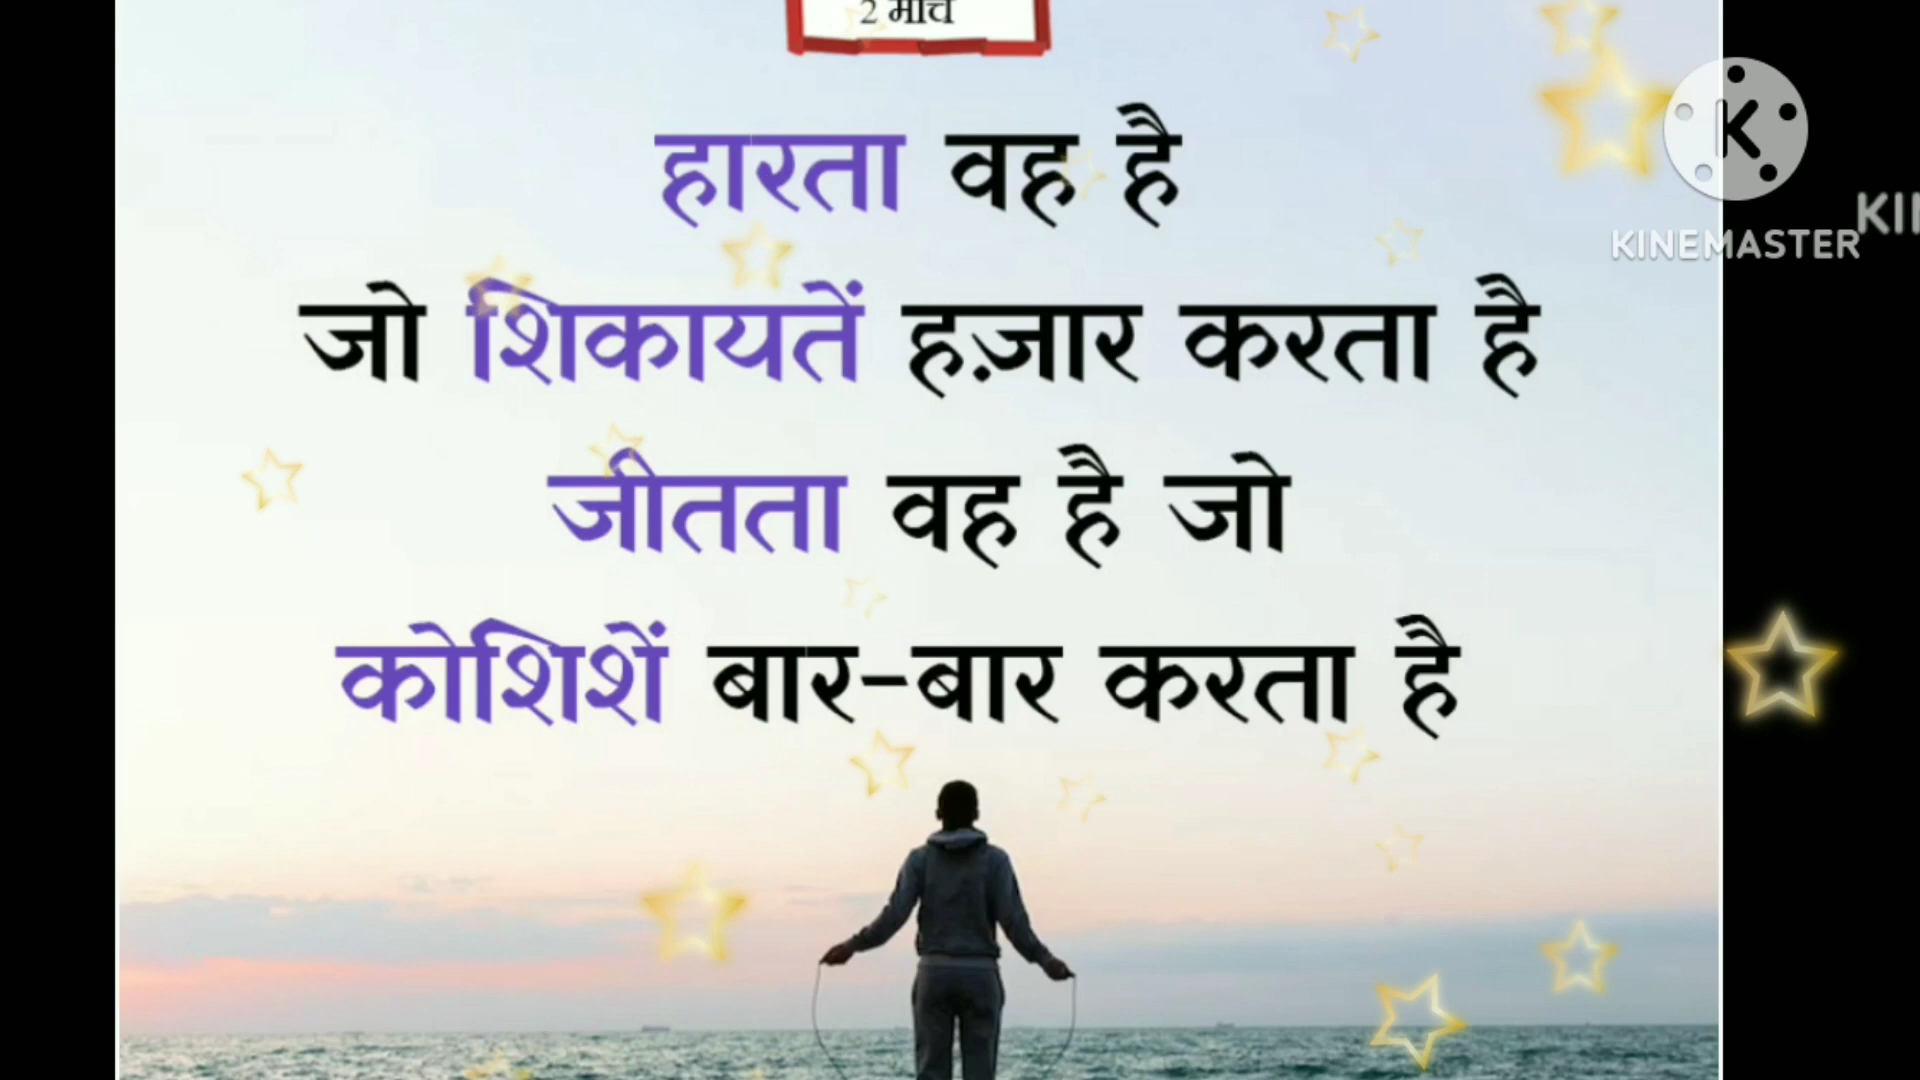 2 मार्च
हारता वह है
जो शिकायतें हज़ार करता है
जीतता वह है जो
कोशिशें बार-बार करता है
K
KINEMASTER